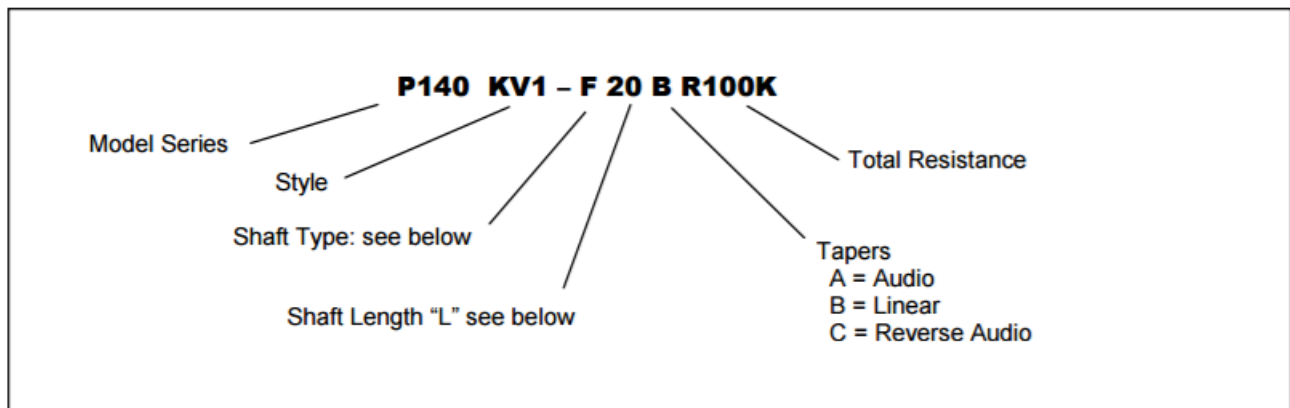 P140 KV1 – F 20 B R100K
Model Series
Total Resistance
Style
Shaft Type: see below
Tapers
A = Audio
B = Linear
C = Reverse Audio
Shaft Length “L” see below